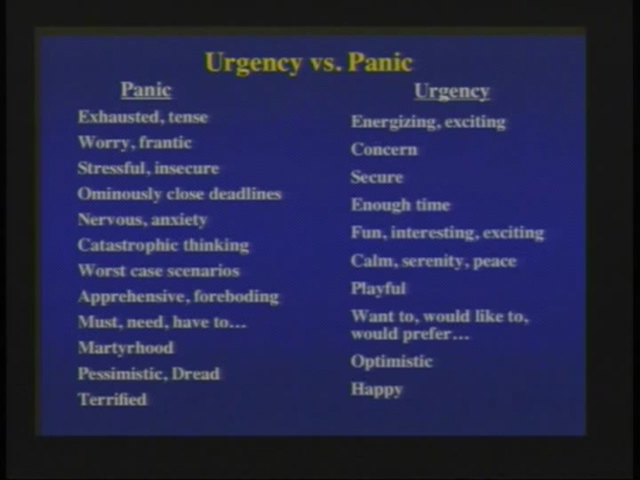 Urgency vs. Panic
Panic
Exhausted, tense
Worry, frantic
Stressful, insecure
Ominously close deadlines
Nervous, anxiety
Catastrophic thinking
Worst case scenarios
Apprehensive, foreboding
Must, need, have to...
Martyrhood
Pessimistic, Dread
Terrified
Urgency
Energizing, exciting
Concern
Secure
Enough time
Fun, interesting, exciting
Calm, serenity, peace
Playful
Want to, would like to,
would prefer...
Optimistic
Happy